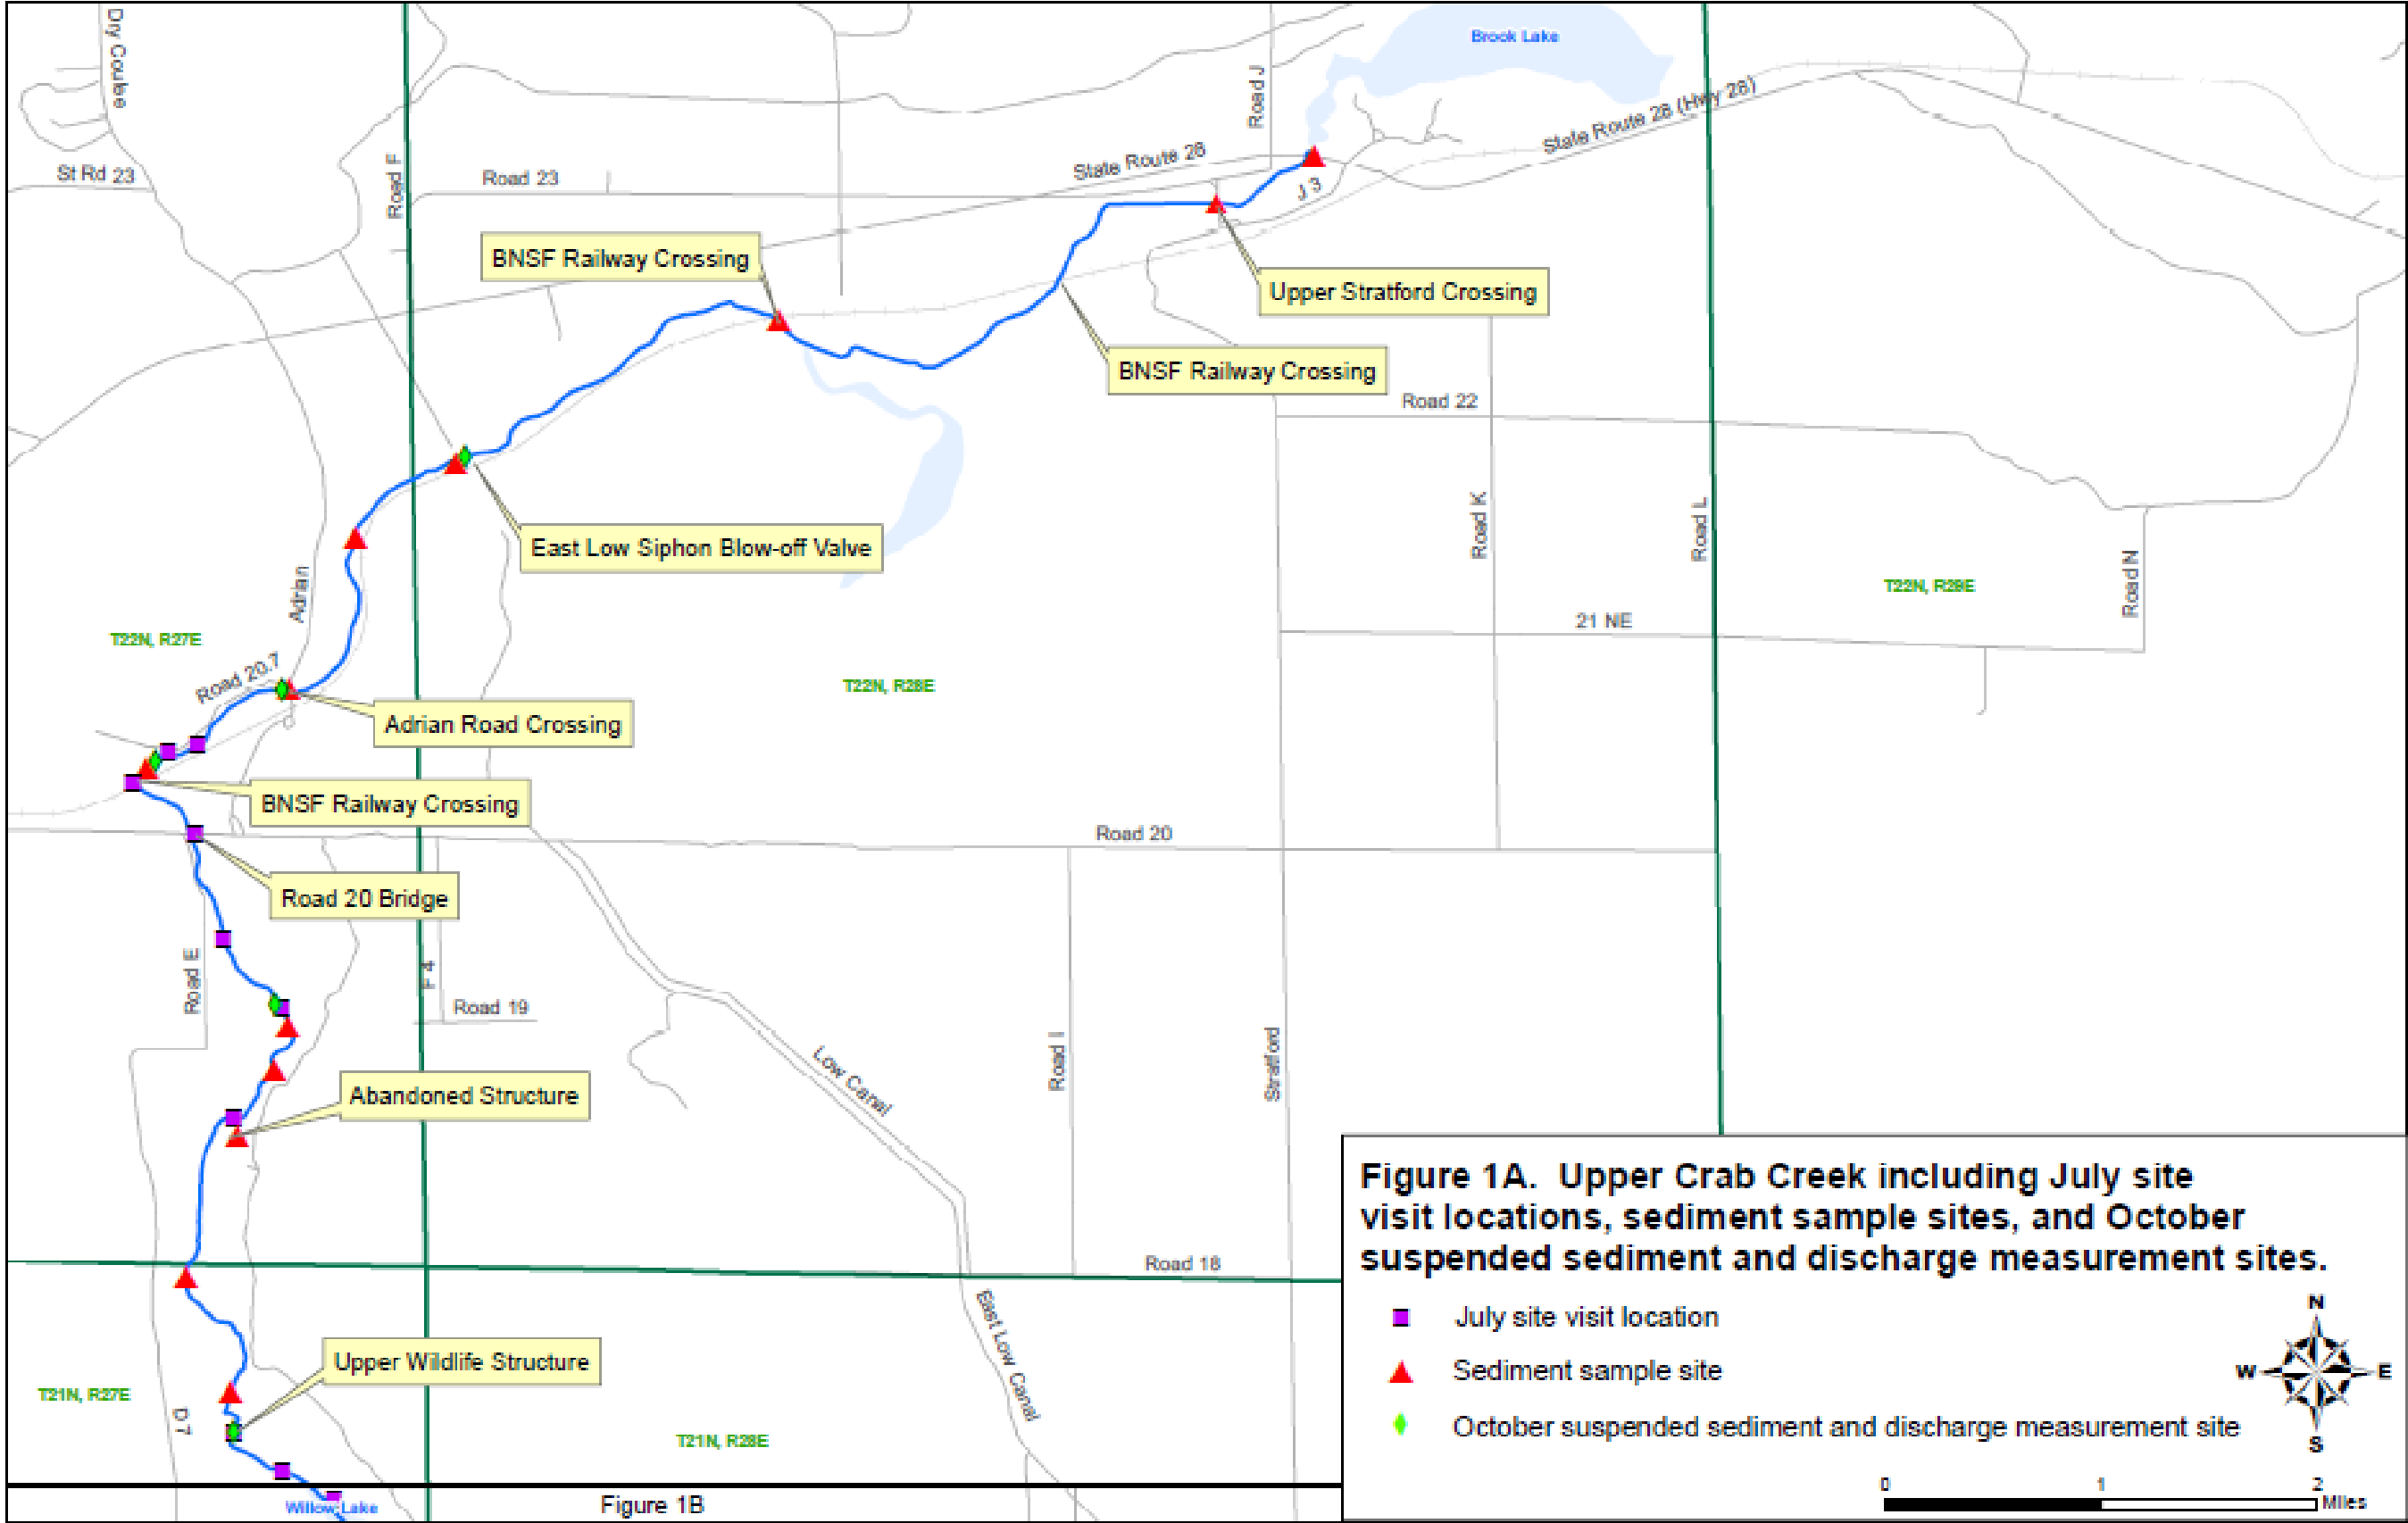 Dry Coulee
Brook Lake
Road J
State Route 28 (Hwy 28)
State Route 28
St Rd 23
Road F
Road 23
J 3
BNSF Railway Crossing
Upper Stratford Crossing
BNSF Railway Crossing
Road 22
East Low Siphon Blow-off Valve
Road K
Road L
Road N
Adrian
T22N, R29E
21 NE
T22N, R27E
Road 20.7
T22N, R28E
Adrian Road Crossing
BNSF Railway Crossing
Road 20
Road 20 Bridge
Road E
F 4
Road 19
Low Canal
Road I
Stratford
Abandoned Structure
Road 18
East Low Canal
Upper Wildlife Structure
T21N, R27E
D 7
T21N, R28E
Willow Lake
Figure 1B
Figure 1A. Upper Crab Creek including July site
visit locations, sediment sample sites, and October
suspended sediment and discharge measurement sites.
July site visit location
Sediment sample site
October suspended sediment and discharge measurement site
N
W
E
S
0 1 2
Miles